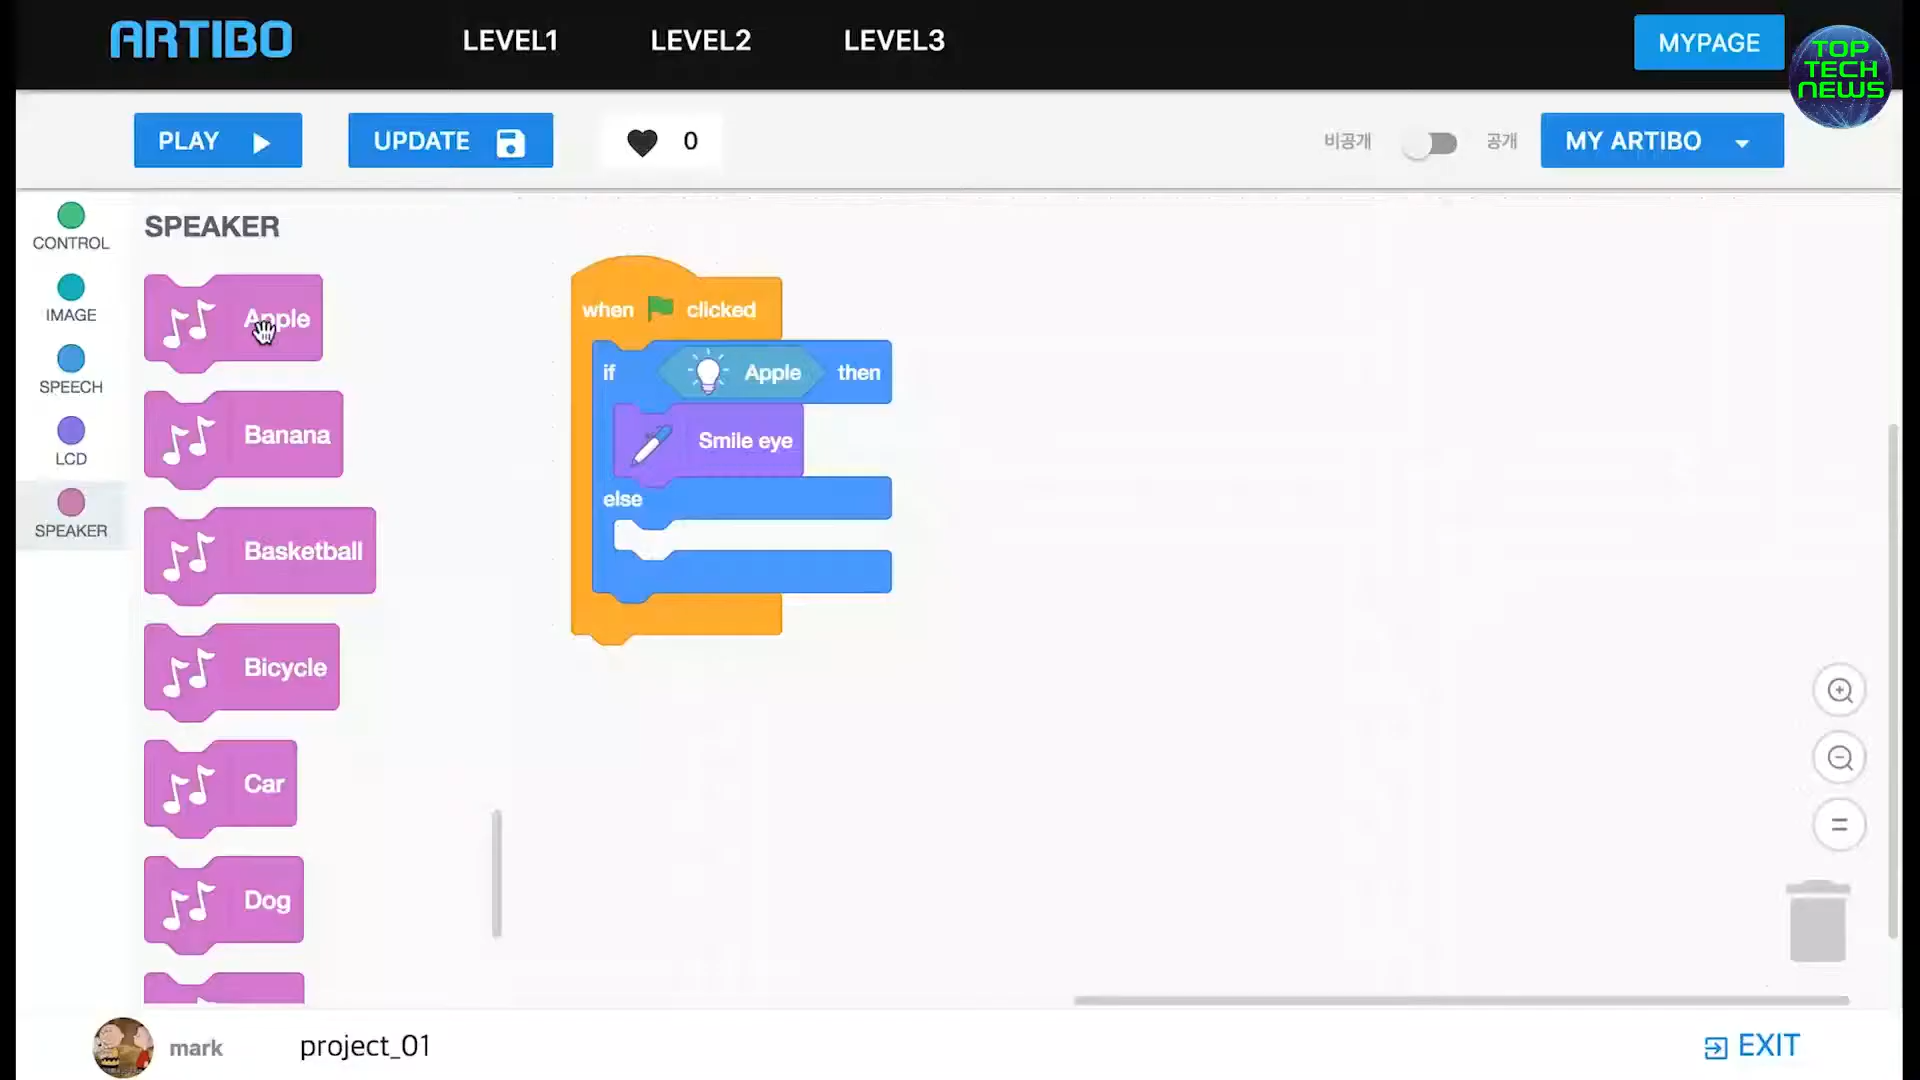 ARTIBO
LEVEL1
LEVEL2
LEVEL3
MYPAGE
TOP
TECH
NEWS
PLAY
UPDATE
0
비공개
공개
MY ARTIBO
CONTROL
IMAGE
SPEECH
LCD
SPEAKER
SPEAKER
Apple
Banana
Basketball
Bicycle
Car
Dog
when clicked
if Apple then
Smile eye
else
mark
project_01
EXIT